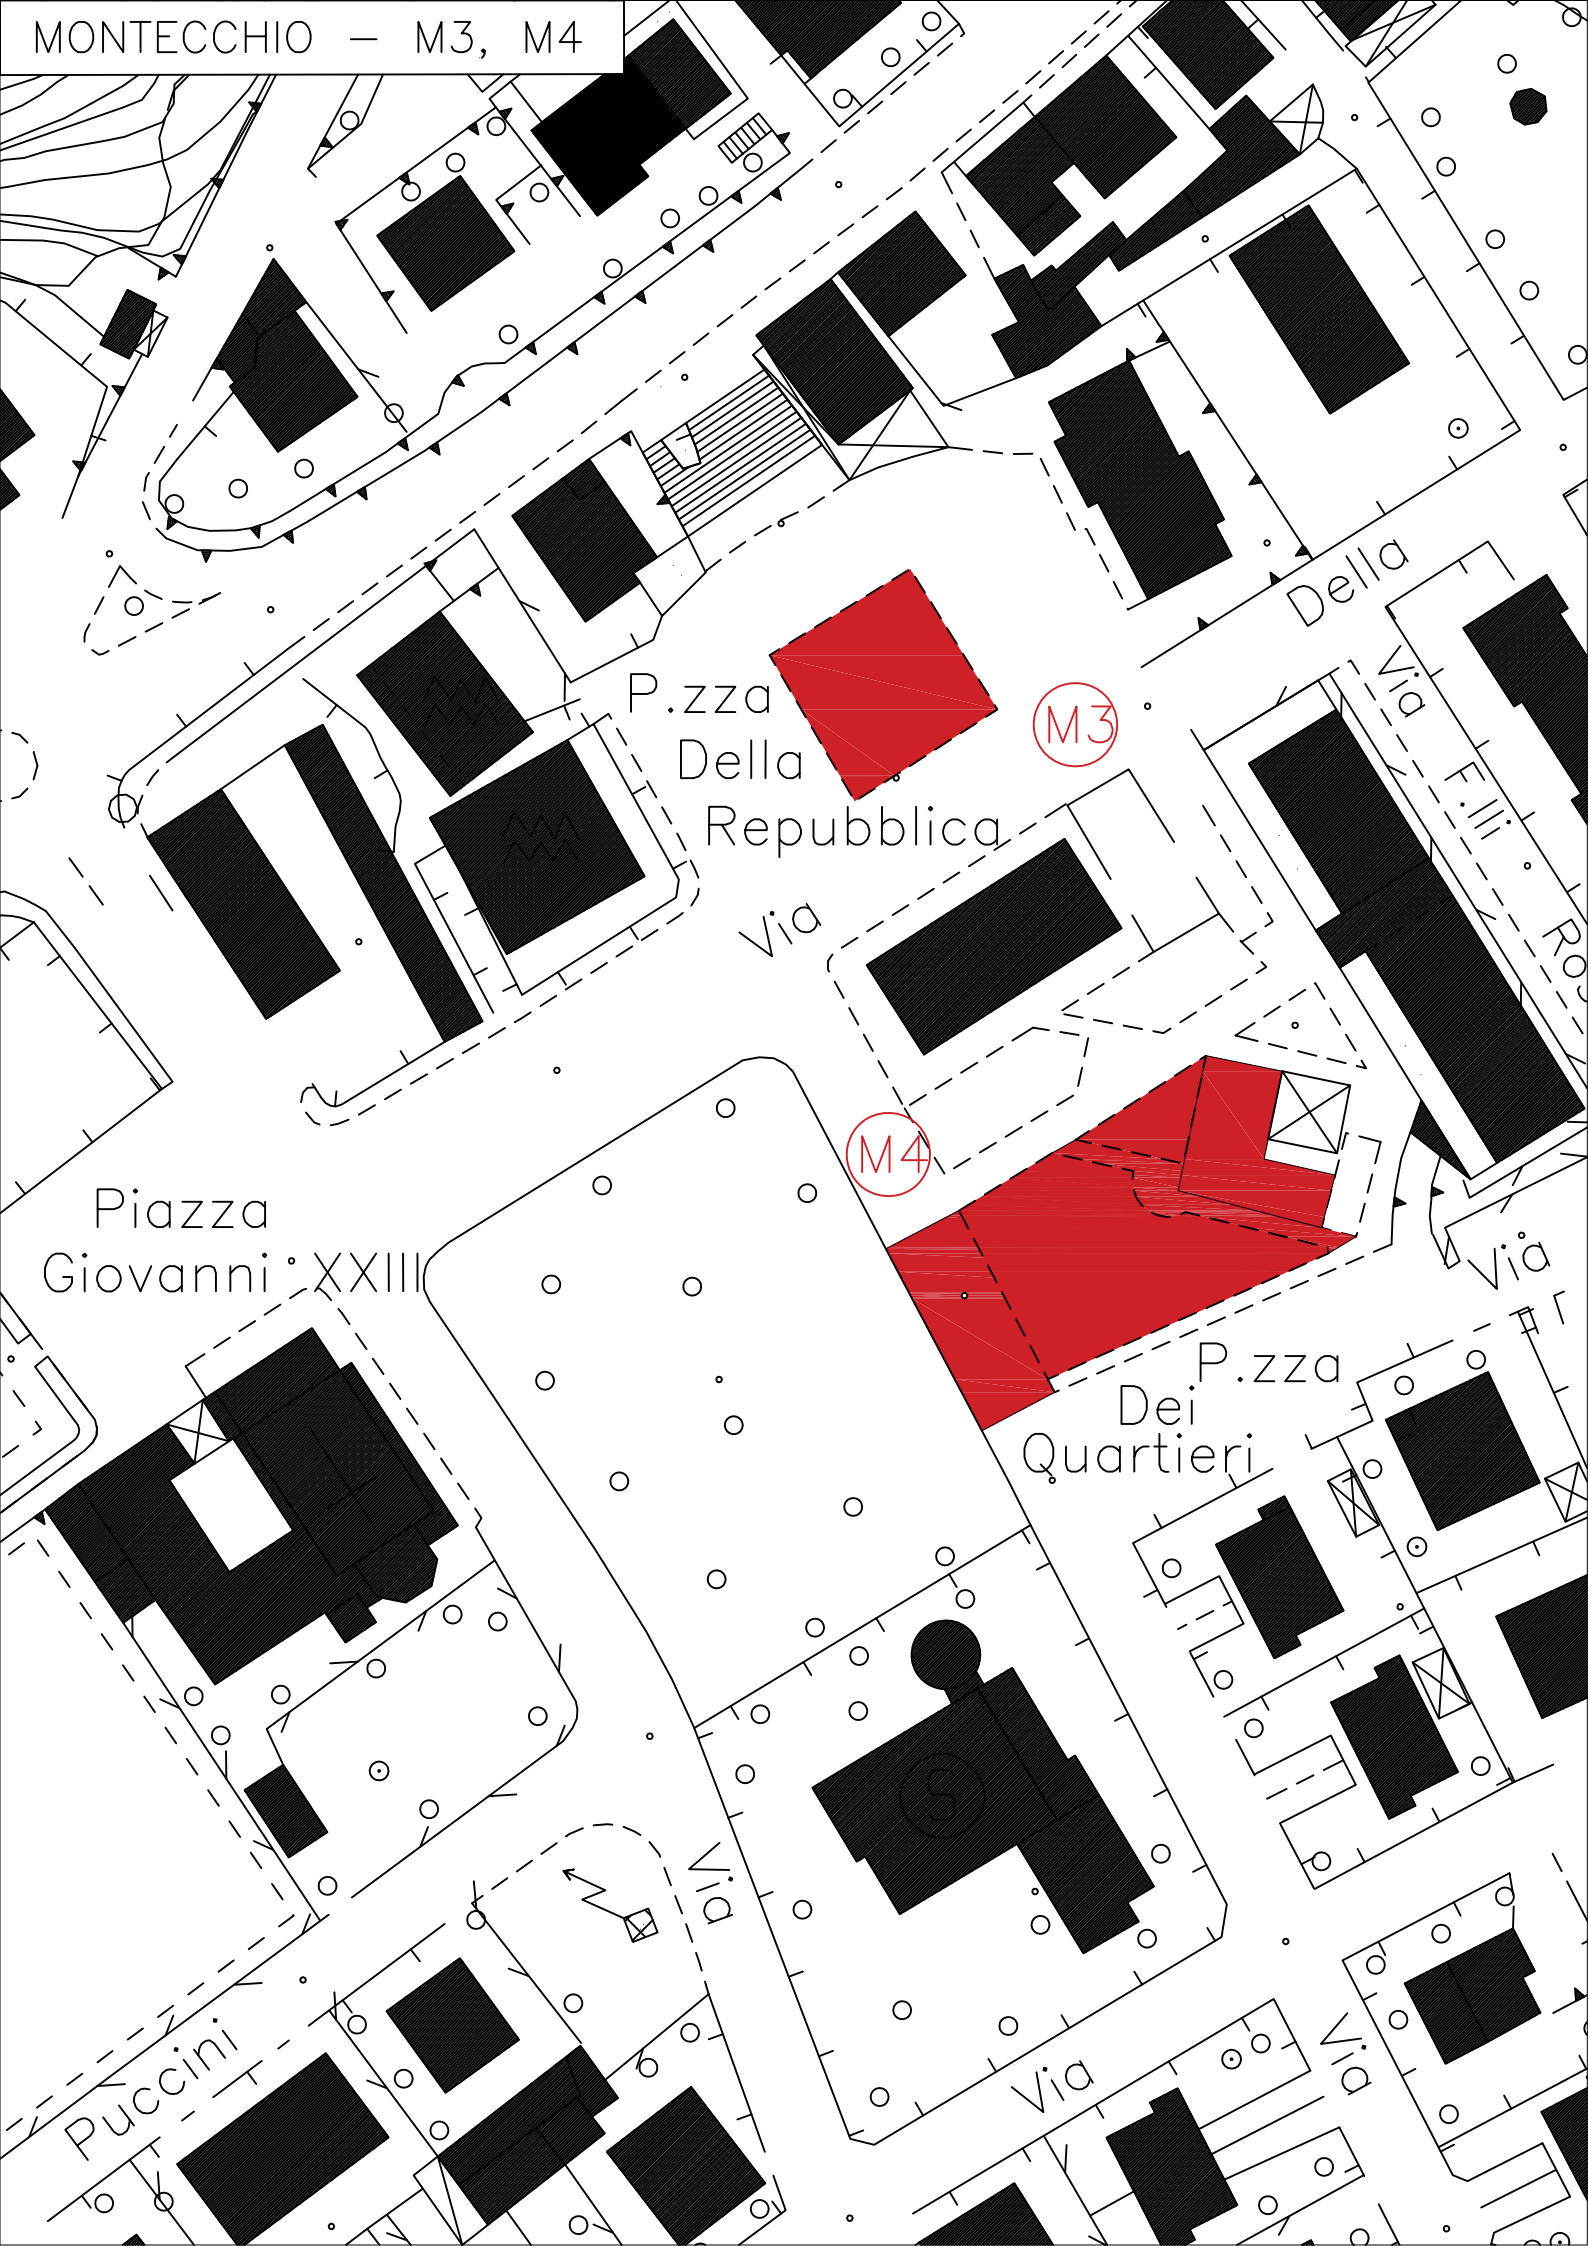 MONTECCHIO - M3, M4
Della
Via
F.lli
P.zza
Della
Repubblica
M3
Via
M4
Piazza
Giovanni XXIII
Via
P.zza
Dei
Quartieri
S
Via
Puccini
Via
Via